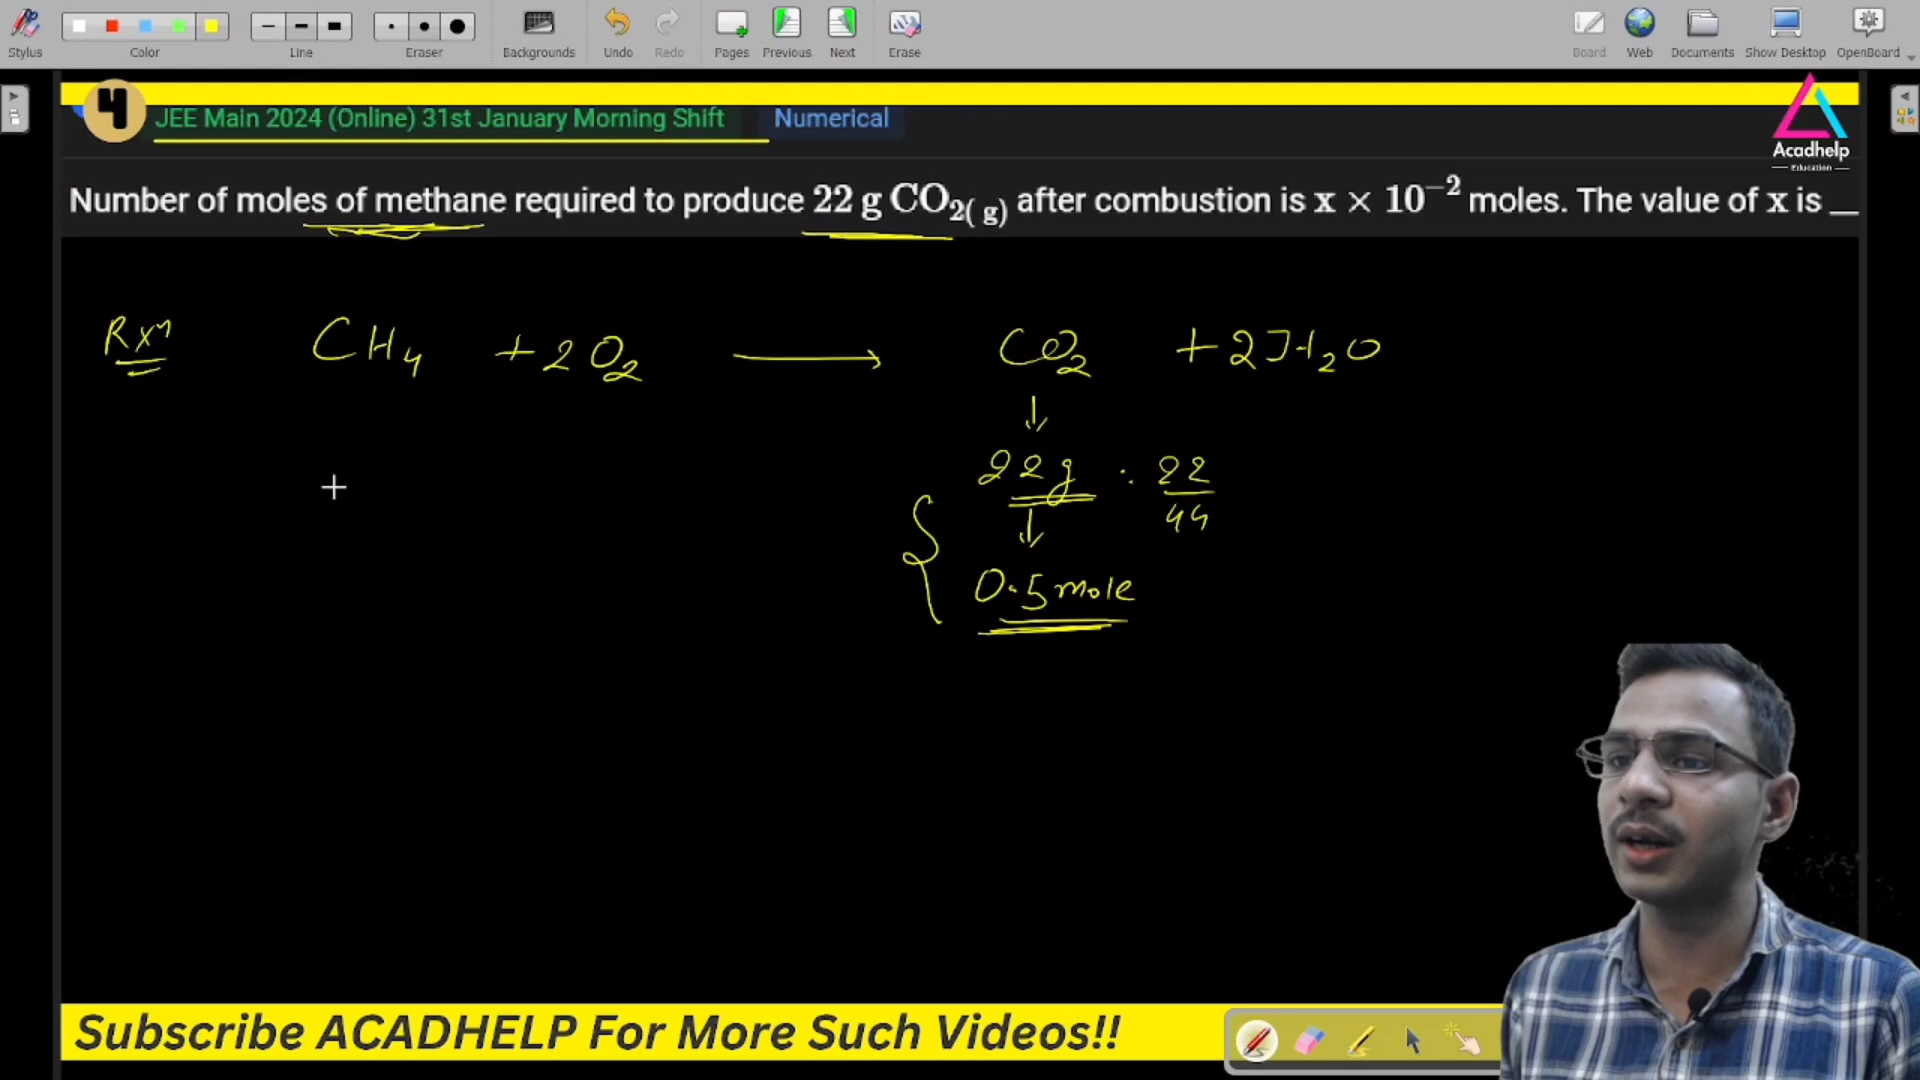 Stylus Color Line Eraser Backgrounds Undo Redo Pages Previous Next Erase Board Web Documents Show Desktop OpenBoard
4 JEE Main 2024 (Online) 31st January Morning Shift Numerical
Acadhelp
Education
Number of moles of methane required to produce 22 g CO₂₍ g₎ after combustion is x × 10⁻² moles. The value of x is __
Rxⁿ CH₄ + 2O₂ → CO₂ + 2H₂O
↓
22g : 22/44
↓
0.5 mole
Subscribe ACADHELP For More Such Videos!!